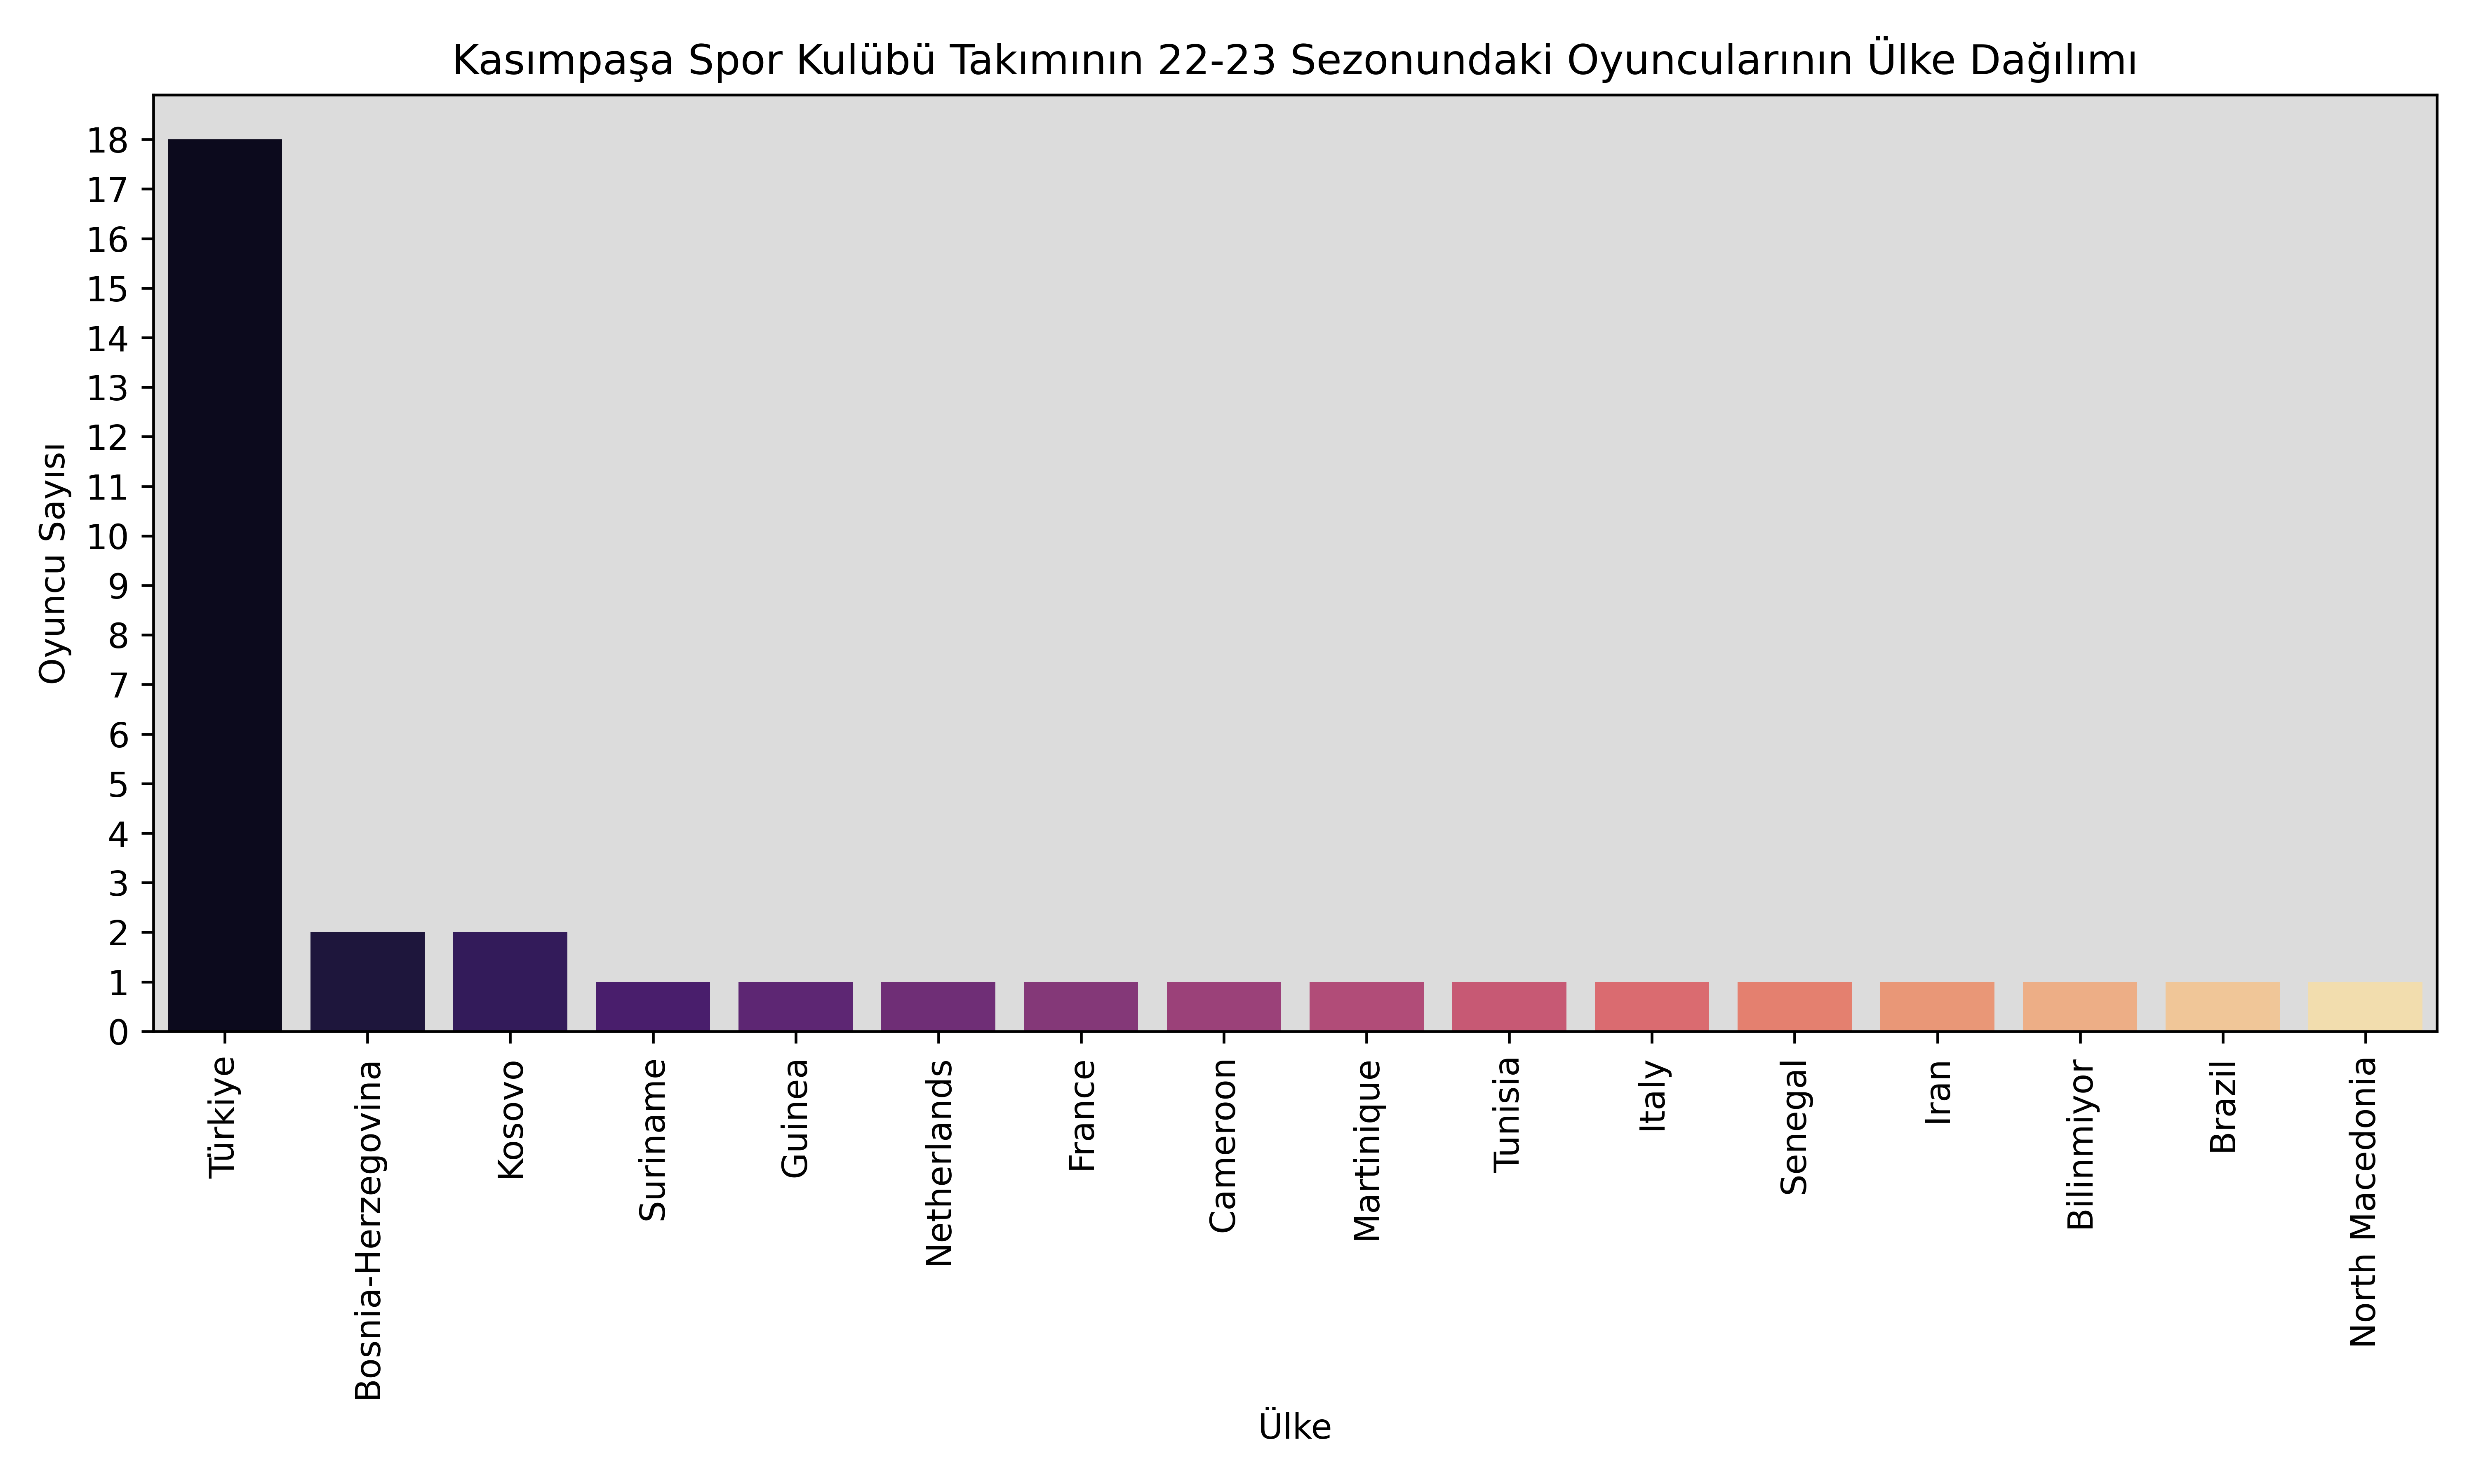 Kasımpaşa Spor Kulübü Takımının 22-23 Sezonundaki Oyuncularının Ülke Dağılımı
Oyuncu Sayısı
18
17
16
15
14
13
12
11
10
9
8
7
6
5
4
3
2
1
0
Türkiye
Bosnia-Herzegovina
Kosovo
Suriname
Guinea
Netherlands
France
Cameroon
Martinique
Tunisia
Italy
Senegal
Iran
Bilinmiyor
Brazil
North Macedonia
Ülke